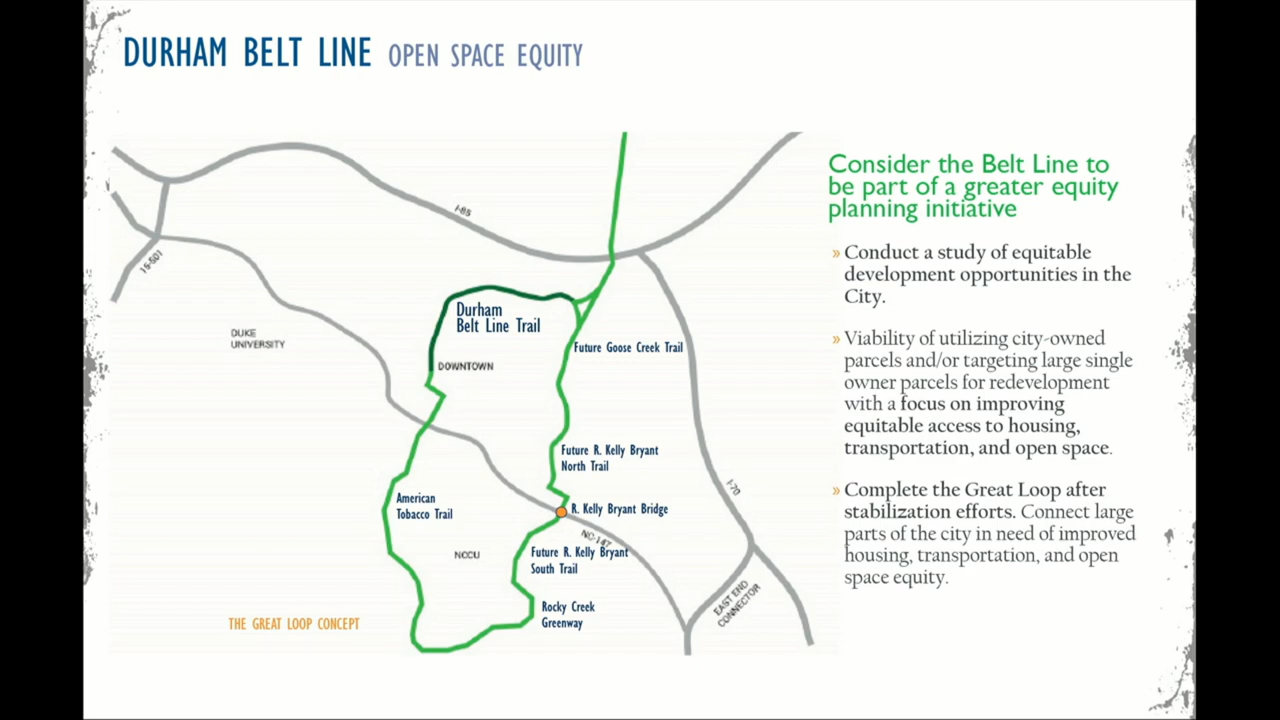 DURHAM BELT LINE OPEN SPACE EQUITY
Consider the Belt Line to
be part of a greater equity
planning initiative
» Conduct a study of equitable
development opportunities in the
City.
» Viability of utilizing city-owned
parcels and/or targeting large single
owner parcels for redevelopment
with a focus on improving
equitable access to housing,
transportation, and open space.
» Complete the Great Loop after
stabilization efforts. Connect large
parts of the city in need of improved
housing, transportation, and open
space equity.
I-85
15-501
DUKE
UNIVERSITY
Durham
Belt Line Trail
DOWNTOWN
Future Goose Creek Trail
Future R. Kelly Bryant
North Trail
I-70
American
Tobacco Trail
R. Kelly Bryant Bridge
NC-147
NCCU
Future R. Kelly Bryant
South Trail
EAST END
CONNECTOR
Rocky Creek
Greenway
THE GREAT LOOP CONCEPT